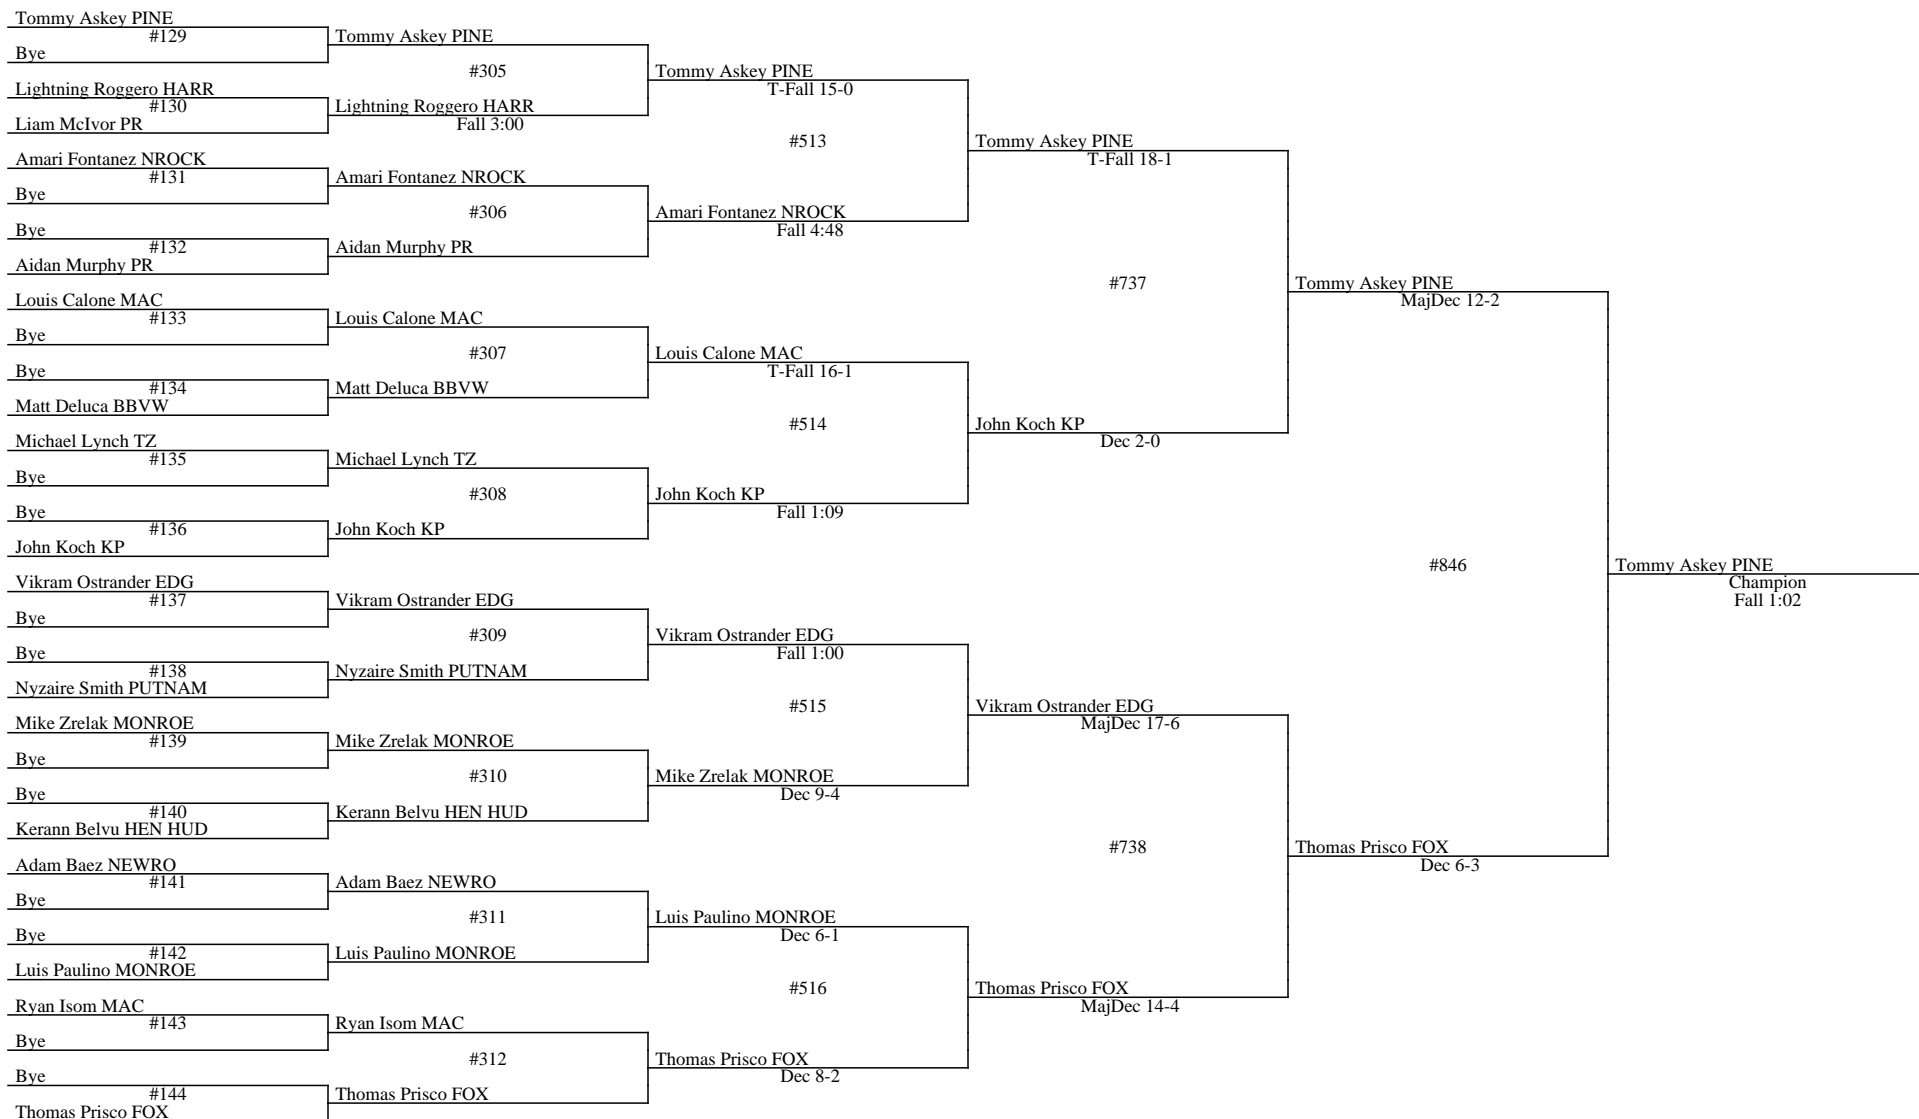 Tommy Askey PINE
#129
Bye
Tommy Askey PINE
#305
Lightning Roggero HARR
#130
Liam McIvor PR
Lightning Roggero HARR
Fall 3:00
Tommy Askey PINE
T-Fall 15-0
#513
Amari Fontanez NROCK
#131
Bye
Amari Fontanez NROCK
#306
Bye
#132
Aidan Murphy PR
Aidan Murphy PR
Amari Fontanez NROCK
Fall 4:48
Tommy Askey PINE
T-Fall 18-1
#737
Louis Calone MAC
#133
Bye
Louis Calone MAC
#307
Bye
#134
Matt Deluca BBVW
Matt Deluca BBVW
Louis Calone MAC
T-Fall 16-1
#514
Michael Lynch TZ
#135
Bye
Michael Lynch TZ
#308
Bye
#136
John Koch KP
John Koch KP
John Koch KP
Fall 1:09
John Koch KP
Dec 2-0
Tommy Askey PINE
MajDec 12-2
#846
Vikram Ostrander EDG
#137
Bye
Vikram Ostrander EDG
#309
Bye
#138
Nyzaire Smith PUTNAM
Nyzaire Smith PUTNAM
Vikram Ostrander EDG
Fall 1:00
#515
Mike Zrelak MONROE
#139
Bye
Mike Zrelak MONROE
#310
Bye
#140
Kerann Belvu HEN HUD
Kerann Belvu HEN HUD
Mike Zrelak MONROE
Dec 9-4
Vikram Ostrander EDG
MajDec 17-6
#738
Adam Baez NEWRO
#141
Bye
Adam Baez NEWRO
#311
Bye
#142
Luis Paulino MONROE
Luis Paulino MONROE
Luis Paulino MONROE
Dec 6-1
#516
Ryan Isom MAC
#143
Bye
Ryan Isom MAC
#312
Bye
#144
Thomas Prisco FOX
Thomas Prisco FOX
Thomas Prisco FOX
Dec 8-2
Thomas Prisco FOX
MajDec 14-4
Thomas Prisco FOX
Dec 6-3
Tommy Askey PINE
Champion
Fall 1:02